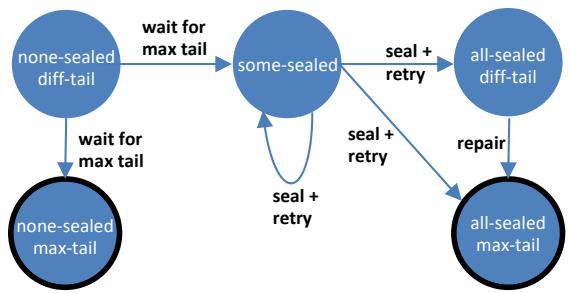 wait for
max tail
none-sealed
diff-tail
some-sealed
seal +
retry
all-sealed
diff-tail
wait for
max tail
seal +
retry
repair
seal +
retry
none-sealed
max-tail
all-sealed
max-tail